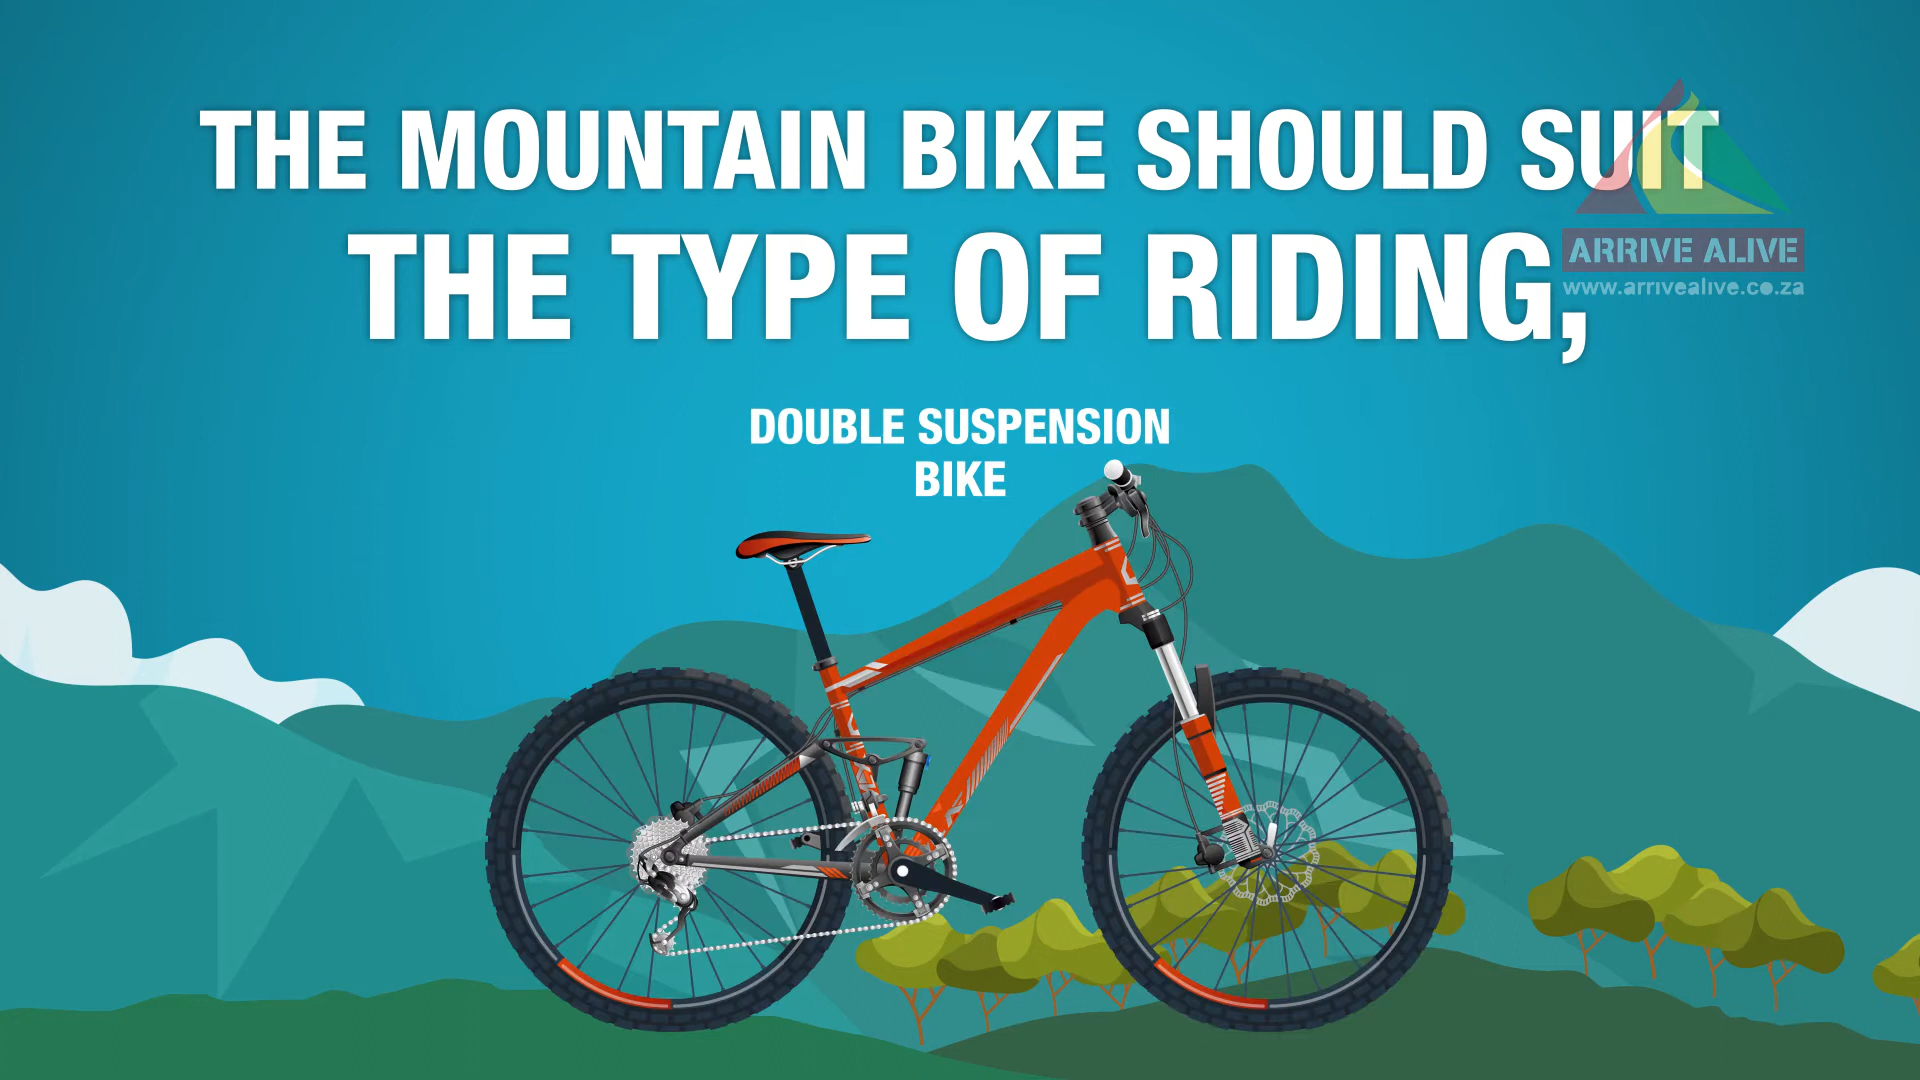 THE MOUNTAIN BIKE SHOULD SUIT
THE TYPE OF RIDING,
ARRIVE ALIVE
www.arrivealive.co.za
DOUBLE SUSPENSION
BIKE